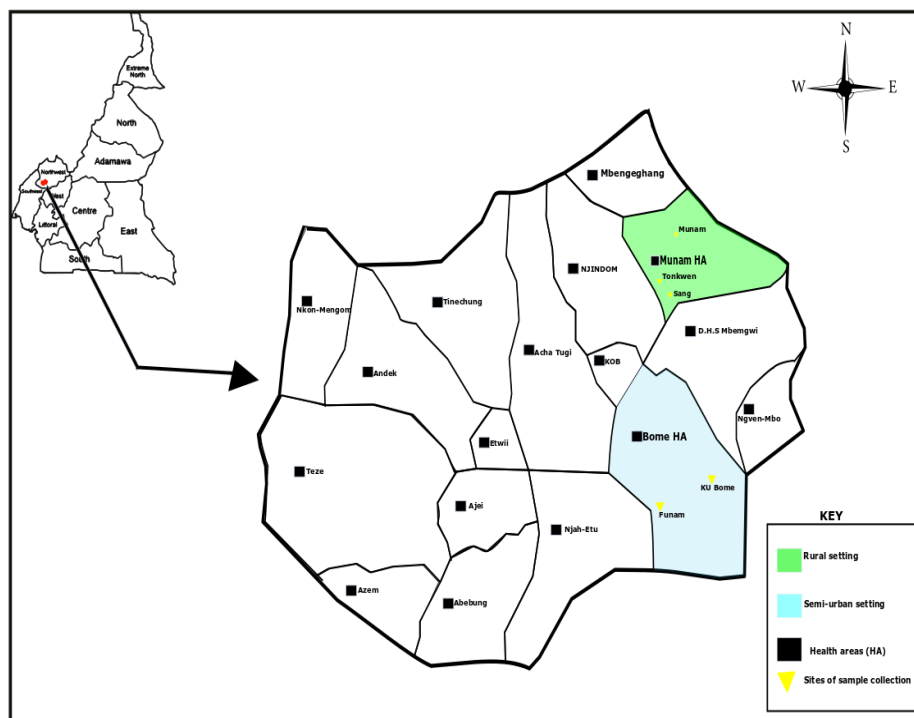 Extreme
North
North
Adamawa
Northwest
Southwest
West
Centre
Littoral
East
South
N
W
E
S
Mbengeghang
Munam
Munam HA
Tonkwen
Sang
NJINDOM
Nkon-Mengom
Tinechung
D.H.S Mbemgwi
Acha Tugi
KOB
Andek
Ngven-Mbo
Bome HA
Etwii
Teze
KU Bome
Ajei
Funam
Njah-Etu
Azem
Abebung
KEY
Rural setting
Semi-urban setting
Health areas (HA)
Sites of sample collection